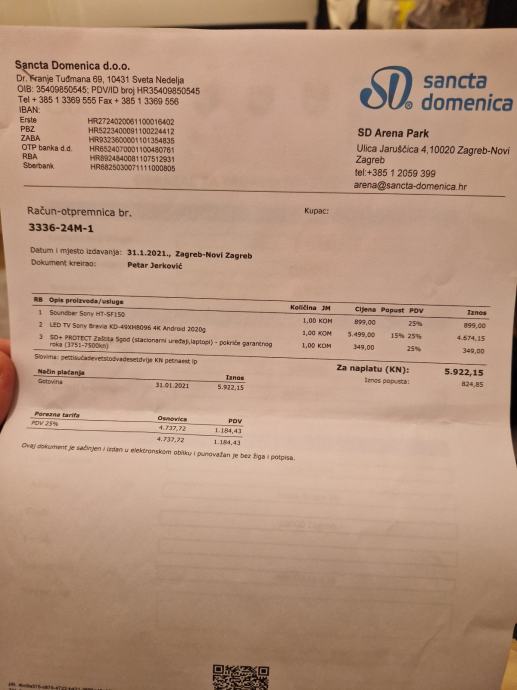 Sancta Domenica d.o.o.
Dr. Franje Tuđmana 69, 10431 Sveta Nedelja
OIB: 35409850545; PDV/ID broj HR35409850545
Tel + 385 1 3369 555 Fax + 385 1 3369 556
IBAN:
Erste HR2724020061100016402
PBZ HR5223400091100224412
ZABA HR9323600001101354835
OTP banka d.d. HR6524070001100480761
RBA HR8924840081107512931
Sberbank HR6825030071111000805
SD® sancta domenica
SD Arena Park
Ulica Jaruščica 4,10020 Zagreb-Novi
Zagreb
tel:+385 1 2059 399
arena@sancta-domenica.hr
Račun-otpremnica br.
3336-24M-1
Kupac:
Datum i mjesto izdavanja: 31.1.2021., Zagreb-Novi Zagreb
Dokument kreirao: Petar Jerković
RB Opis proizvoda/usluge Količina JM Cijena Popust PDV Iznos
1 Soundbar Sony HT-SF150 1,00 KOM 899,00 25% 899,00
2 LED TV Sony Bravia KD-49XH8096 4K Android 2020g 1,00 KOM 5.499,00 15% 25% 4.674,15
3 SD+ PROTECT Zaštita 5god (stacionarni uređaji,laptopi) - pokriće garantnog 1,00 KOM 349,00 25% 349,00
roka (3751-7500kn)
Slovima: pettisućadevetstodvadesetdvije KN petnaest lp
Za naplatu (KN): 5.922,15
Iznos popusta: 824,85
Način plaćanja Iznos
Gotovina 31.01.2021 5.922,15
Porezna tarifa Osnovica PDV
PDV 25% 4.737,72 1.184,43
4.737,72 1.184,43
Ovaj dokument je sačinjen i izdan u elektronskom obliku i punovažan je bez žiga i potpisa.